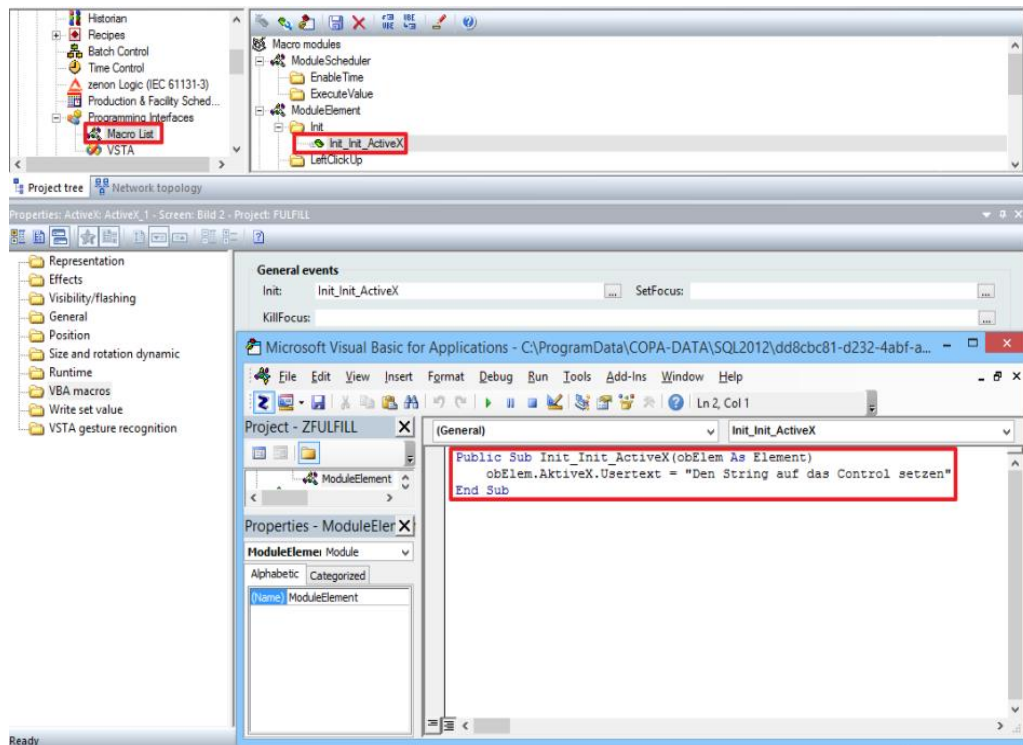 Historian
Recipes
Batch Control
Time Control
zenon Logic (IEC 61131-3)
Production & Facility Sched...
Programming Interfaces
Macro List
VSTA
Macro modules
ModuleScheduler
EnableTime
ExecuteValue
ModuleElement
Init
Init_Init_ActiveX
LeftClickUp
Project tree
Network topology
Properties: ActiveX: ActiveX_1 - Screen: Bild 2 - Project: FULFILL
Representation
Effects
Visibility/flashing
General
Position
Size and rotation dynamic
Runtime
VBA macros
Write set value
VSTA gesture recognition
General events
Init: Init_Init_ActiveX ... SetFocus: ...
KillFocus: ...
Microsoft Visual Basic for Applications - C:\ProgramData\COPA-DATA\SQL2012\dd8cbc81-d232-4abf-a...
File Edit View Insert Format Debug Run Tools Add-Ins Window Help
Ln 2, Col 1
Project - ZFULFILL
ModuleElement
Properties - ModuleEler
ModuleElemei Module
Alphabetic Categorized
(Name) ModuleElement
(General) Init_Init_ActiveX
Public Sub Init_Init_ActiveX(obElem As Element)
obElem.AktiveX.Usertext = "Den String auf das Control setzen"
End Sub
Ready